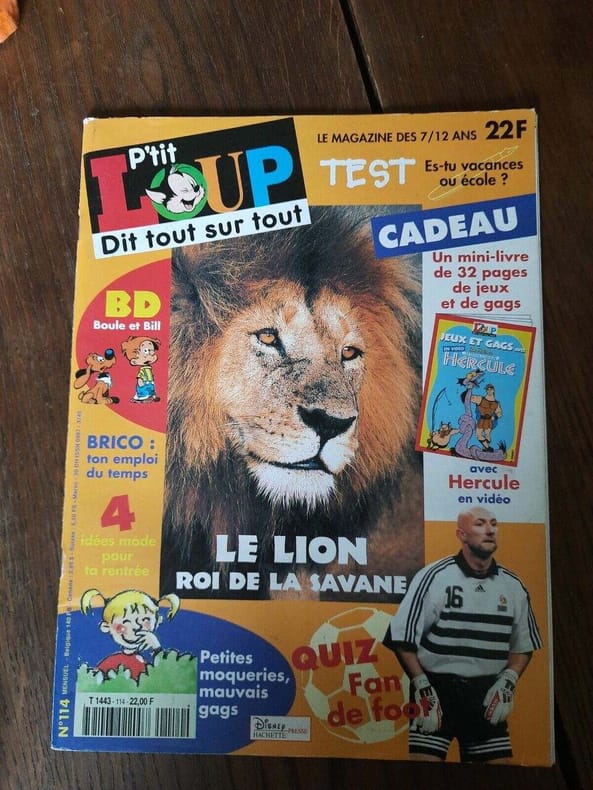 LE MAGAZINE DES 7/12 ANS 22F
P'tit
LOUP
Dit tout sur tout
TEST
Es-tu vacances
ou école ?
CADEAU
Un mini-livre
de 32 pages
de jeux
et de gags
LOUP
JEUX ET GAGS avec
HERCULE
avec
Hercule
en vidéo
BD
Boule et Bill
BRICO :
ton emploi
du temps
4
idées mode
pour
ta rentrée
LE LION
ROI DE LA SAVANE
16
Petites
moqueries,
mauvais
gags
QUIZ
Fan
de foot
T 1443 - 114 - 22,00 F
DISNEY
HACHETTE PRESSE
N°114 MENSUEL